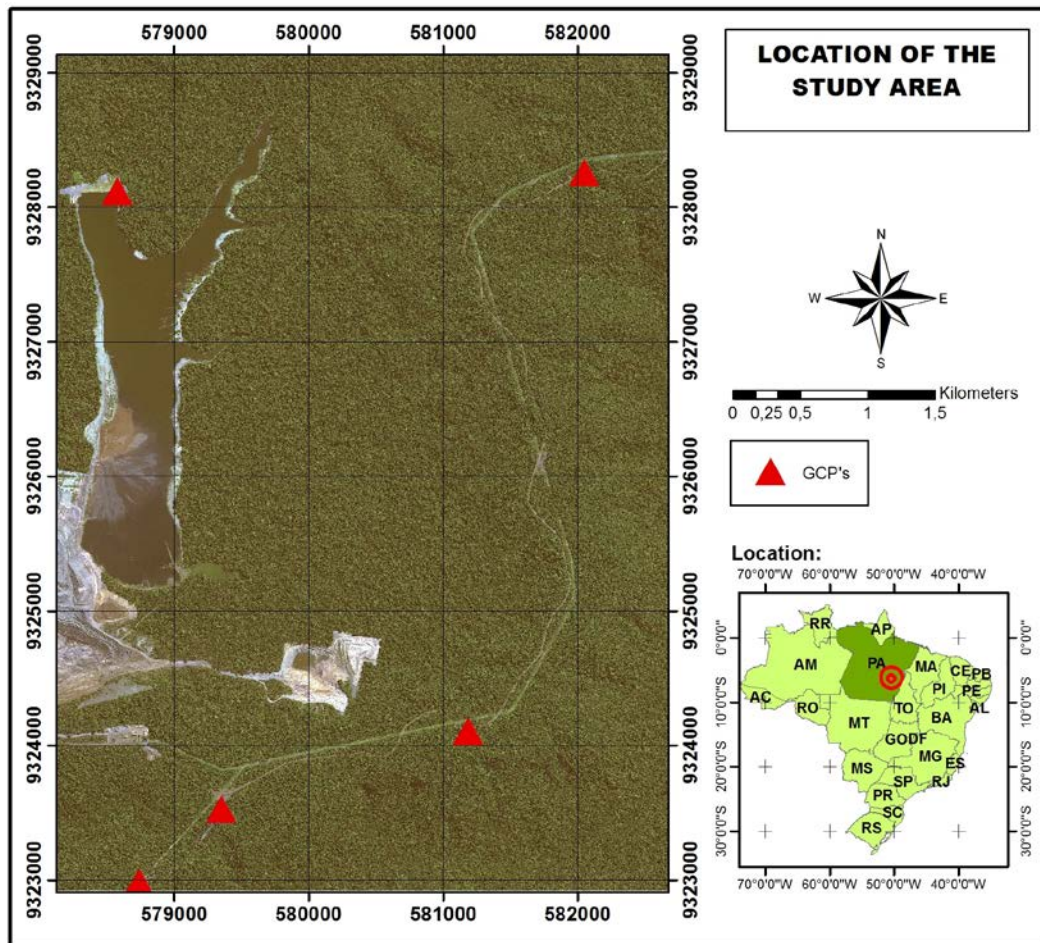 579000 580000 581000 582000
9329000 9329000
9328000 9328000
9327000 9327000
9326000 9326000
9325000 9325000
9324000 9324000
9323000 9323000
579000 580000 581000 582000
LOCATION OF THE
STUDY AREA
N
W E
S
Kilometers
0 0,25 0,5 1 1,5
GCP's
Location:
70°0'0"W 60°0'0"W 50°0'0"W 40°0'0"W
0°0'0" 0°0'0"
10°0'0"S 10°0'0"S
20°0'0"S 20°0'0"S
30°0'0"S 30°0'0"S
RR AP
AM PA MA CE PB
AC PI PE
RO TO AL
MT BA
GO DF
MG ES
MS SP RJ
PR
SC
RS
70°0'0"W 60°0'0"W 50°0'0"W 40°0'0"W